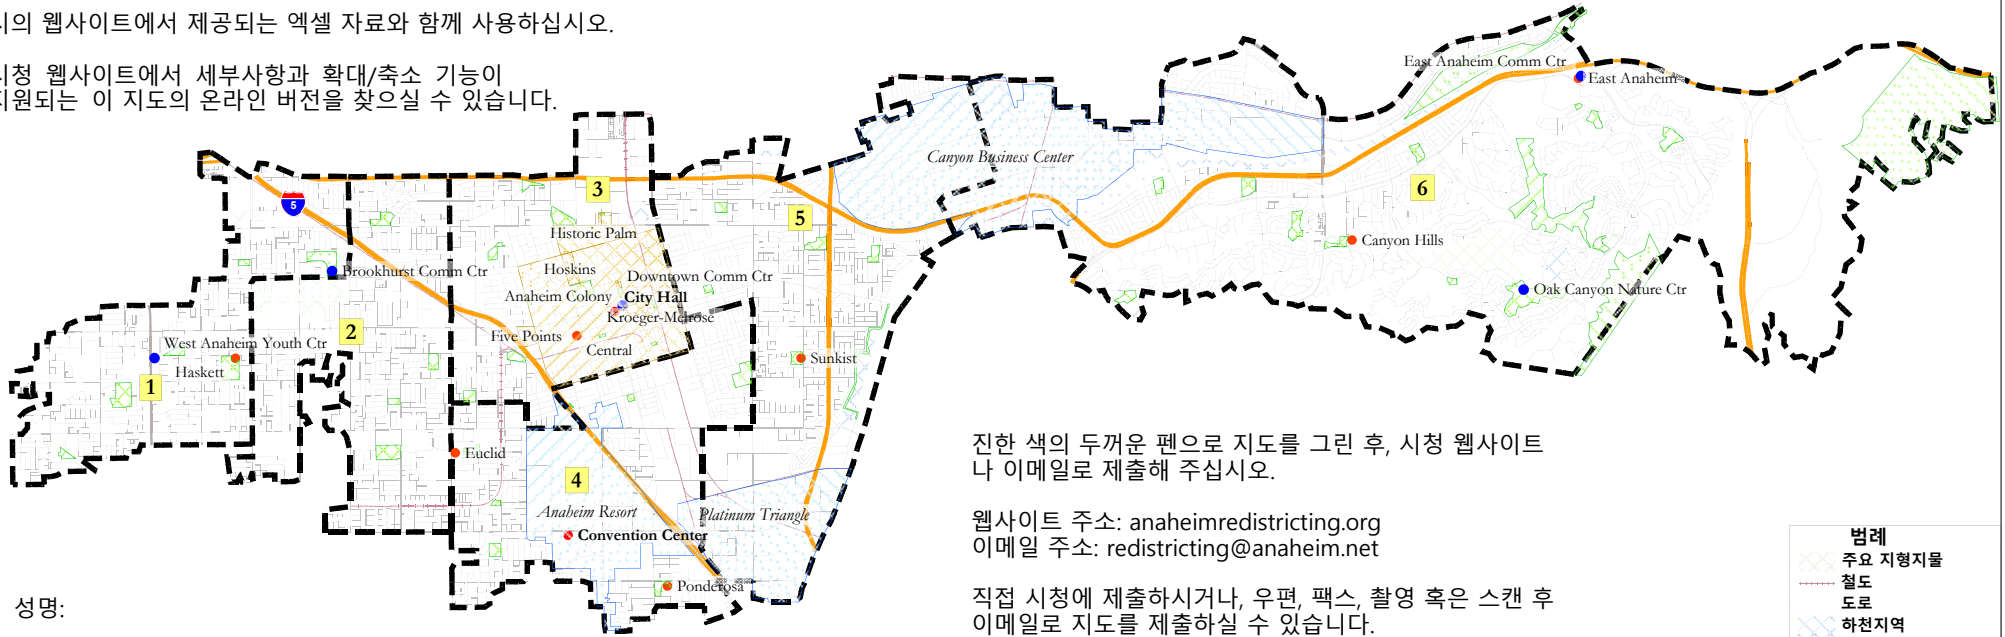 시의 웹사이트에서 제공되는 엑셀 자료와 함께 사용하십시오.
시청 웹사이트에서 세부사항과 확대/축소 기능이
지원되는 이 지도의 온라인 버전을 찾으실 수 있습니다.
East Anaheim Comm Ctr
East Anaheim
Canyon Business Center
3
6
5
5
Historic Palm
Canyon Hills
Hoskins
Brookhurst Comm Ctr
Downtown Comm Ctr
Anaheim Colony
City Hall
Oak Canyon Nature Ctr
Kroeger-Melrose
2
Five Points
West Anaheim Youth Ctr
Central
Sunkist
Haskett
1
Euclid
4
Anaheim Resort
Platinum Triangle
Convention Center
Ponderosa
진한 색의 두꺼운 펜으로 지도를 그린 후, 시청 웹사이트
나 이메일로 제출해 주십시오.
웹사이트 주소: anaheimredistricting.org
이메일 주소: redistricting@anaheim.net
직접 시청에 제출하시거나, 우편, 팩스, 촬영 혹은 스캔 후
이메일로 지도를 제출하실 수 있습니다.
성명:
범례
주요 지형지물
철도
도로
하천지역